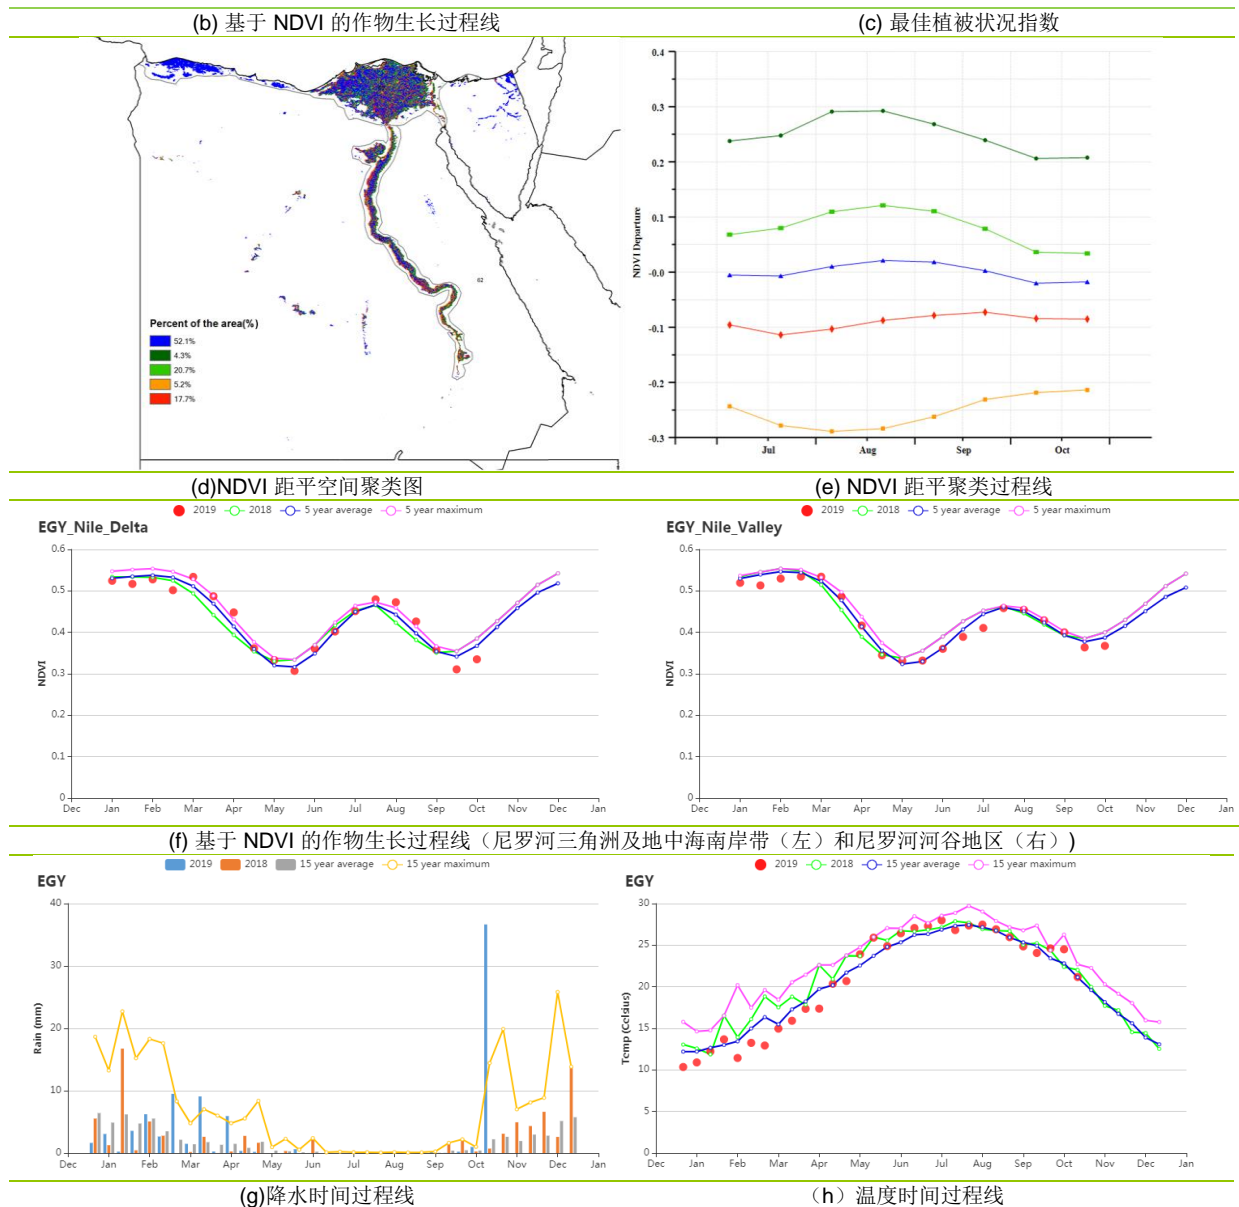 (b) 基于 NDVI 的作物生长过程线
(c) 最佳植被状况指数
62
Percent of the area(%)
52.1%
4.3%
20.7%
5.2%
17.7%
NDVI Departure
0.4
0.3
0.2
0.1
-0.0
-0.1
-0.2
-0.3
Jul Aug Sep Oct
(d)NDVI 距平空间聚类图
(e) NDVI 距平聚类过程线
2019 2018 5 year average 5 year maximum
EGY_Nile_Delta
NDVI
0.6
0.5
0.4
0.3
0.2
0.1
0
Dec Jan Feb Mar Apr May Jun Jul Aug Sep Oct Nov Dec Jan
2019 2018 5 year average 5 year maximum
EGY_Nile_Valley
NDVI
0.6
0.5
0.4
0.3
0.2
0.1
0
Dec Jan Feb Mar Apr May Jun Jul Aug Sep Oct Nov Dec Jan
(f) 基于 NDVI 的作物生长过程线（尼罗河三角洲及地中海南岸带（左）和尼罗河河谷地区（右）)
2019 2018 15 year average 15 year maximum
EGY
Rain (mm)
40
30
20
10
0
Dec Jan Feb Mar Apr May Jun Jul Aug Sep Oct Nov Dec Jan
2019 2018 15 year average 15 year maximum
EGY
Temp (Celsius)
30
25
20
15
10
5
0
Dec Jan Feb Mar Apr May Jun Jul Aug Sep Oct Nov Dec Jan
(g)降水时间过程线
（h）温度时间过程线